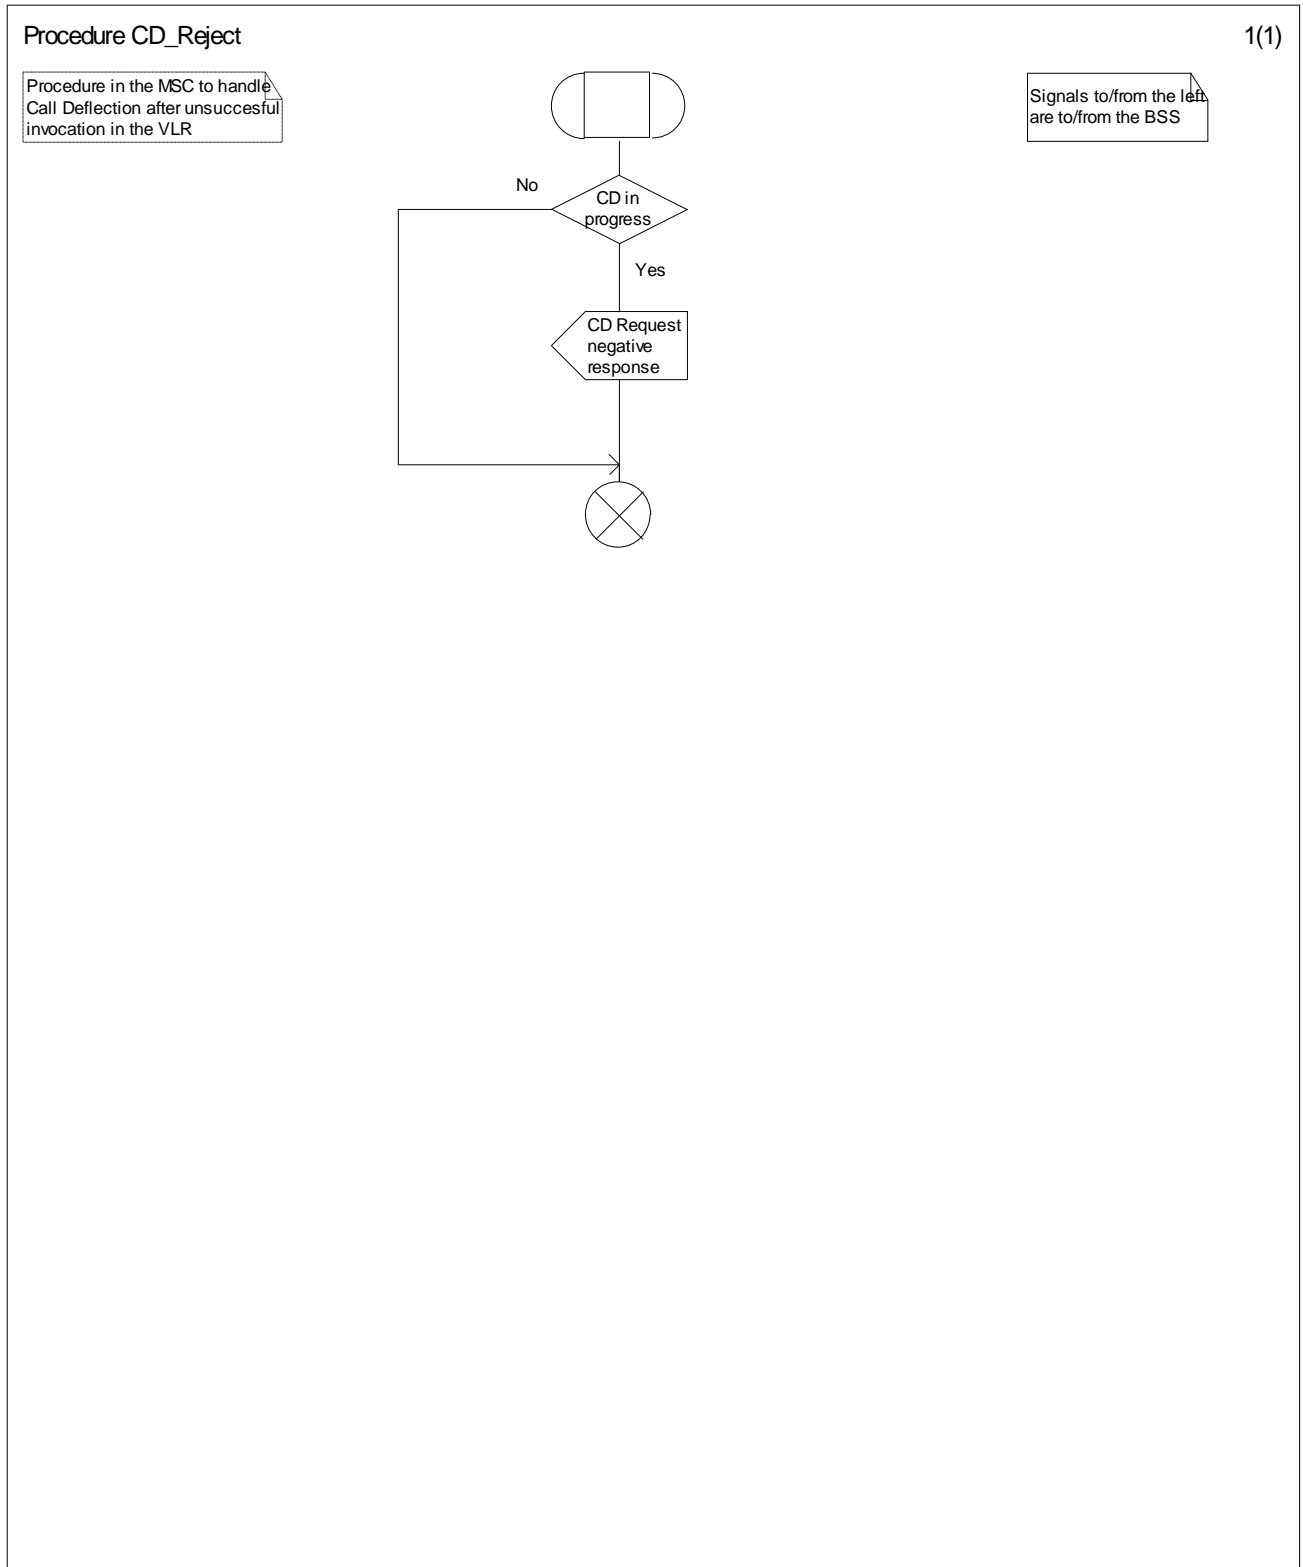 Procedure CD_Reject
1(1)
Procedure in the MSC to handle
Call Deflection after unsuccesful
invocation in the VLR
Signals to/from the left
are to/from the BSS
CD in
progress
No
Yes
CD Request
negative
response